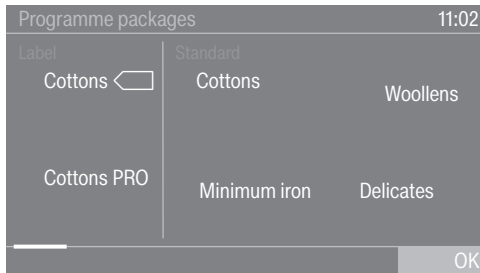 Programme packages 11:02
Label Standard
Cottons Cottons Woollens
Cottons PRO Minimum iron Delicates
OK